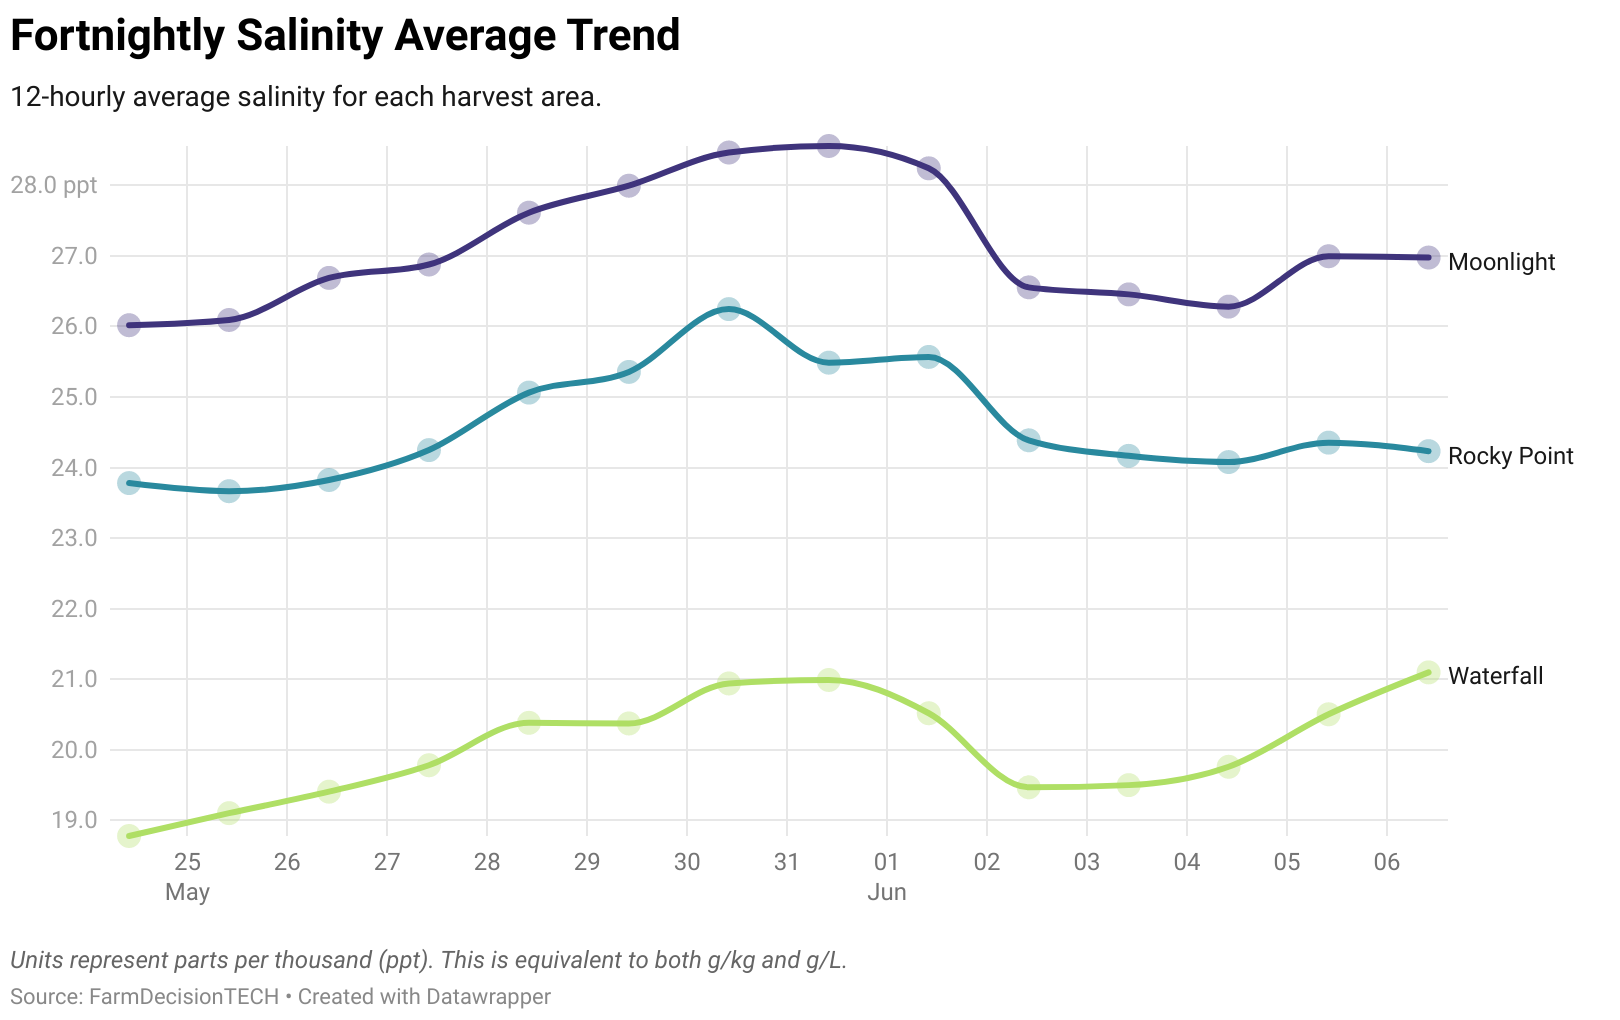 Fortnightly Salinity Average Trend
12-hourly average salinity for each harvest area.
28.0 ppt
27.0
26.0
25.0
24.0
23.0
22.0
21.0
20.0
19.0
Moonlight
Rocky Point
Waterfall
25 26 27 28 29 30 31 01 02 03 04 05 06
May Jun
Units represent parts per thousand (ppt). This is equivalent to both g/kg and g/L.
Source: FarmDecisionTECH • Created with Datawrapper